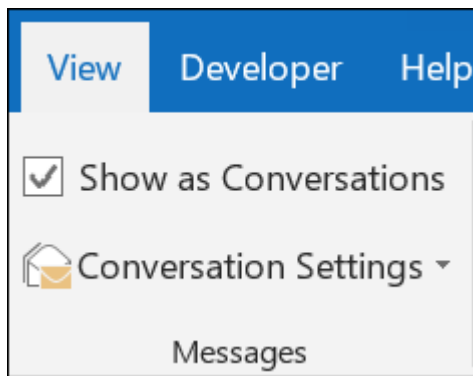 View Developer Help
Show as Conversations
Conversation Settings
Messages